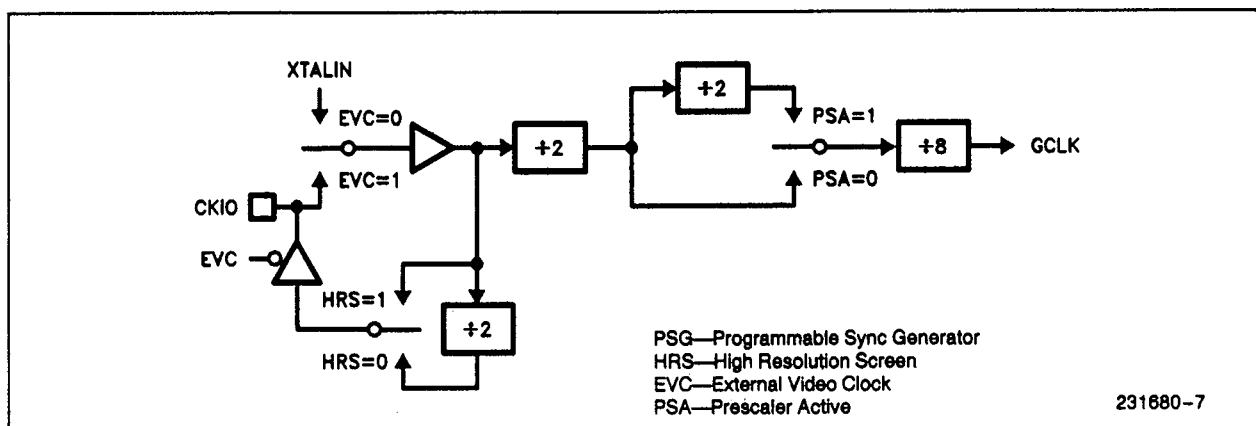 XTALIN
EVC=0
÷2
PSA=1
÷2
÷8
GCLK
EVC=1
PSA=0
CKIO
EVC
HRS=1
÷2
HRS=0
PSG—Programmable Sync Generator
HRS—High Resolution Screen
EVC—External Video Clock
PSA—Prescaler Active
231680–7